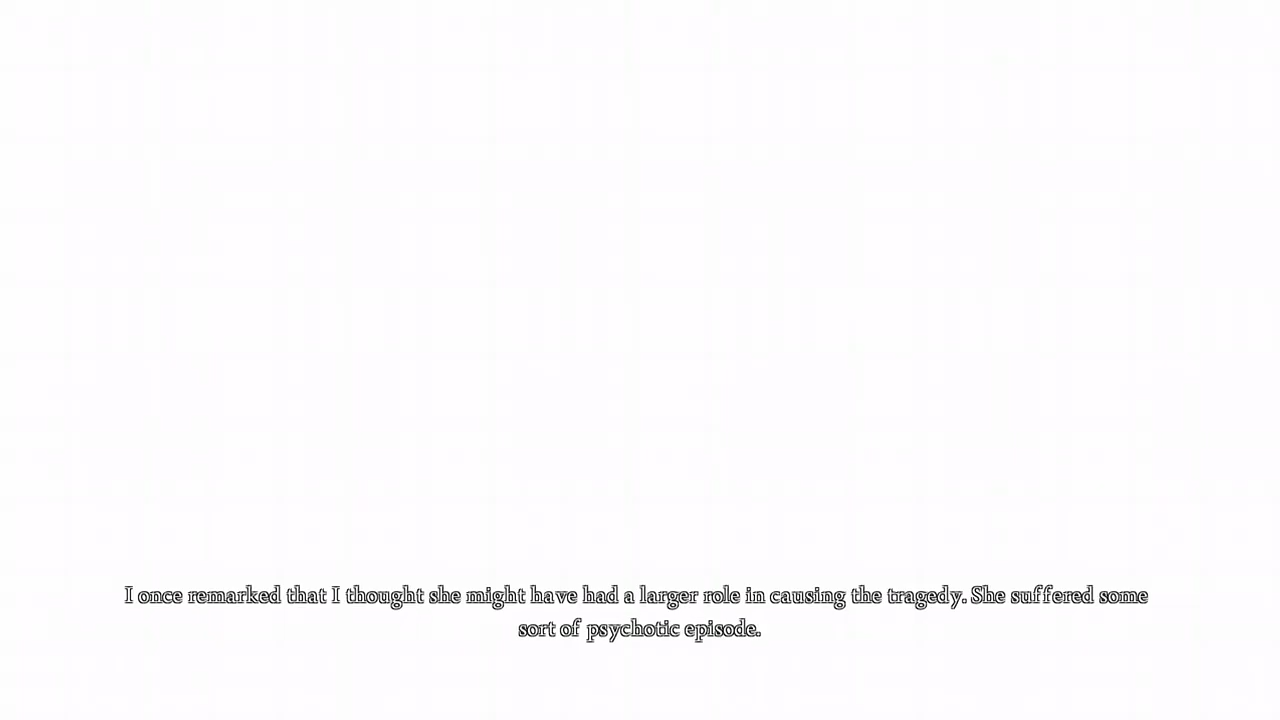 I once remarked that I thought she might have had a larger role in causing the tragedy. She suffered some
sort of psychotic episode.